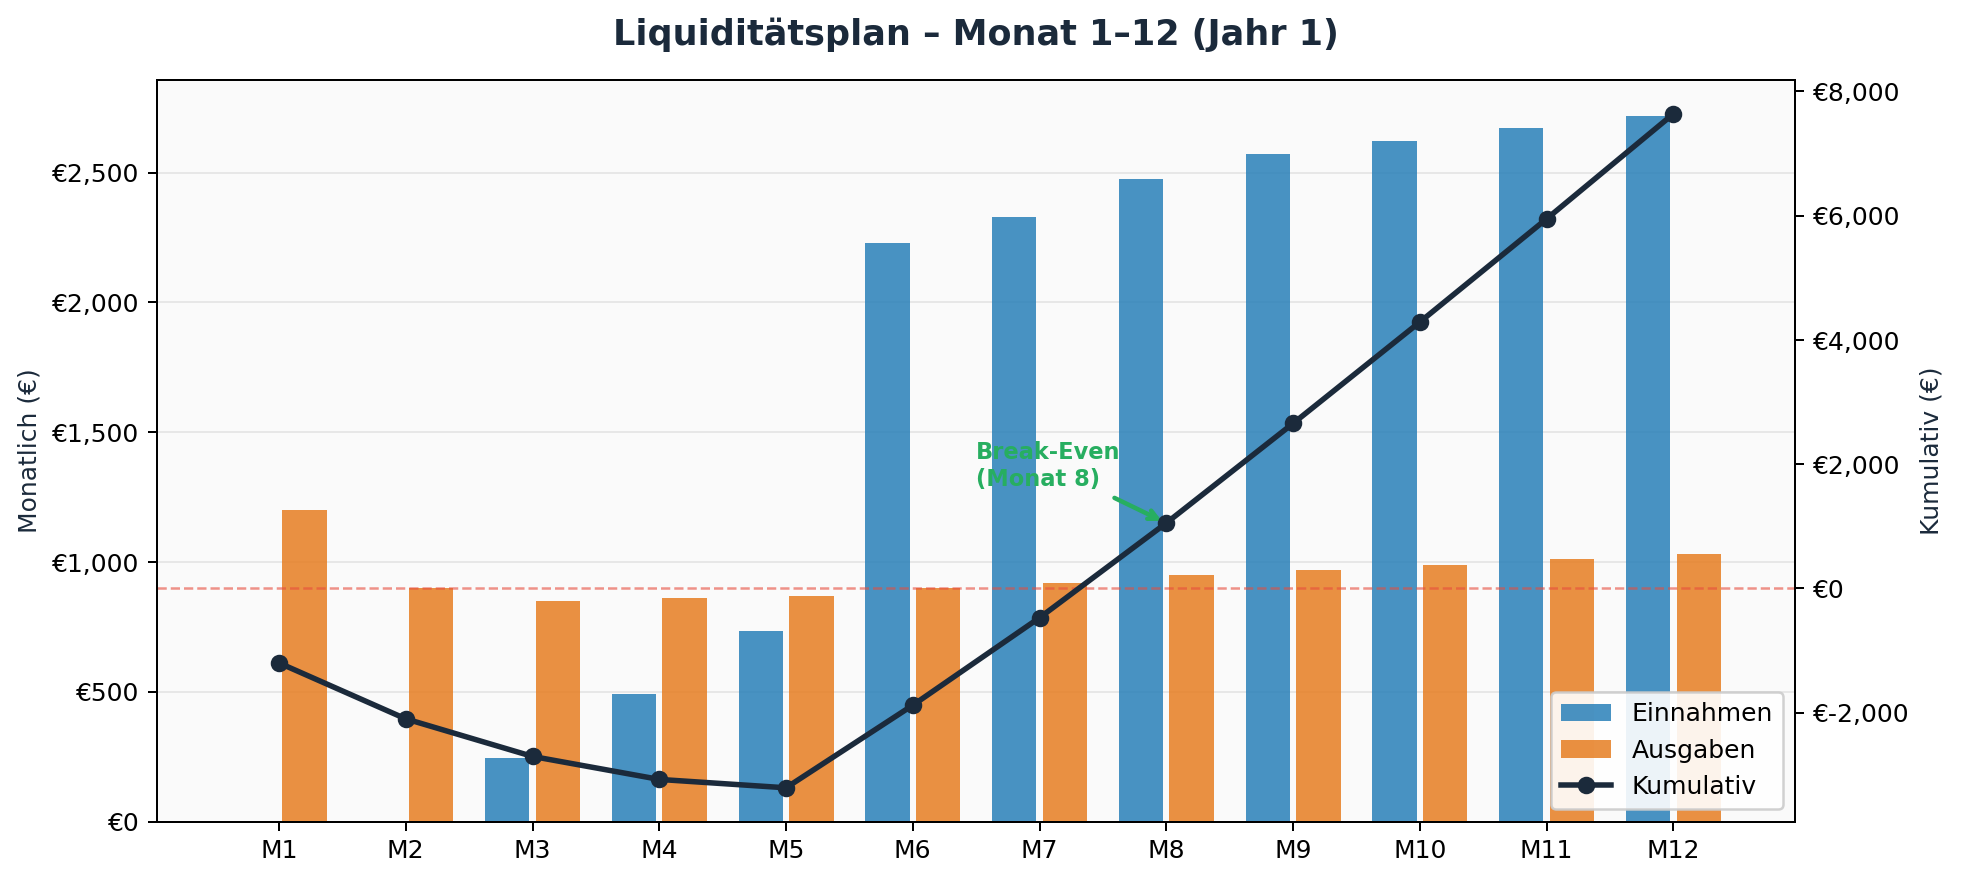 Liquiditätsplan – Monat 1–12 (Jahr 1)
Monatlich (€)
€2,500
€2,000
€1,500
€1,000
€500
€0
€8,000
€6,000
€4,000
€2,000
€0
€-2,000
Kumulativ (€)
Break-Even
(Monat 8)
Einnahmen
Ausgaben
Kumulativ
M1 M2 M3 M4 M5 M6 M7 M8 M9 M10 M11 M12